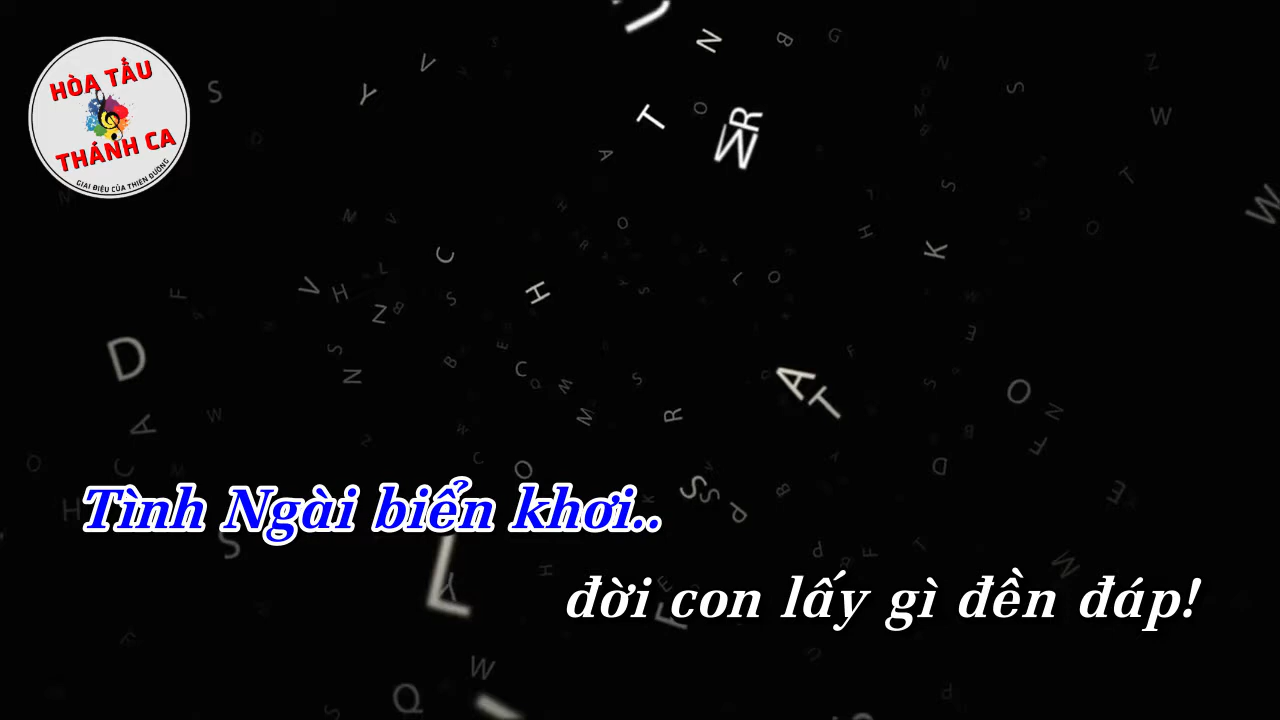 HÒA TẤU
THÁNH CA
GIAI ĐIỆU CỦA THIÊN ĐƯỜNG
Tình Ngài biển khơi..
đời con lấy gì đền đáp!